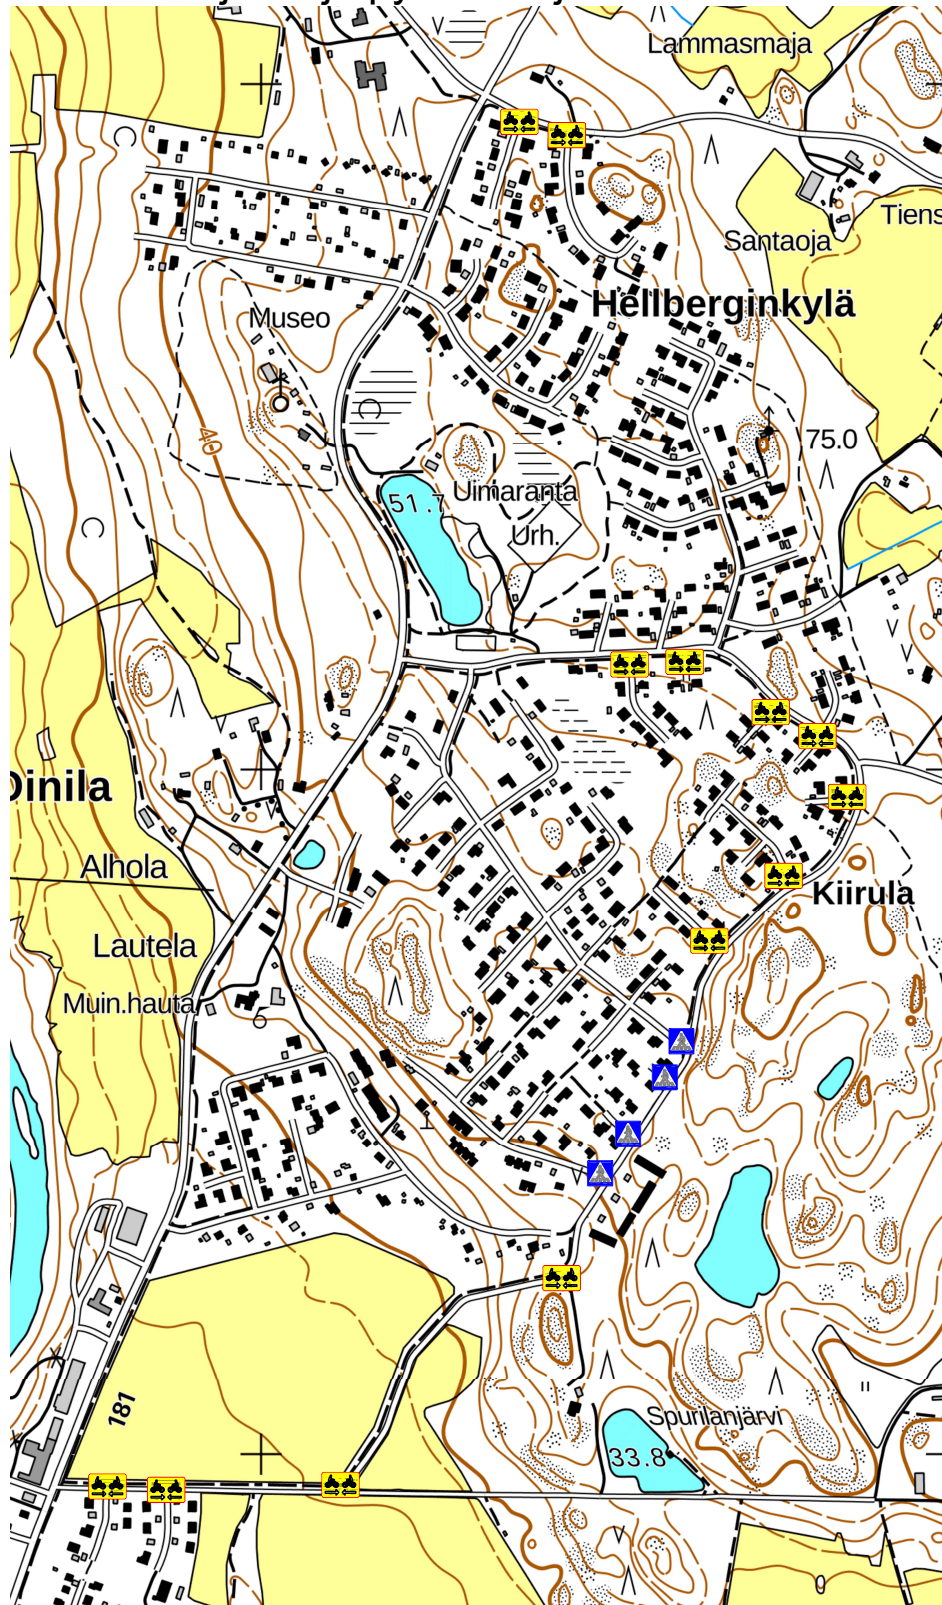 Lammasmaja
Tiens
Santaoja
Hellberginkylä
Museo
40
75.0
51.7
Uimaranta
Urh.
Oinila
Alhola
Kiirula
Lautela
Muin.hauta
181
Spurilanjärvi
33.8